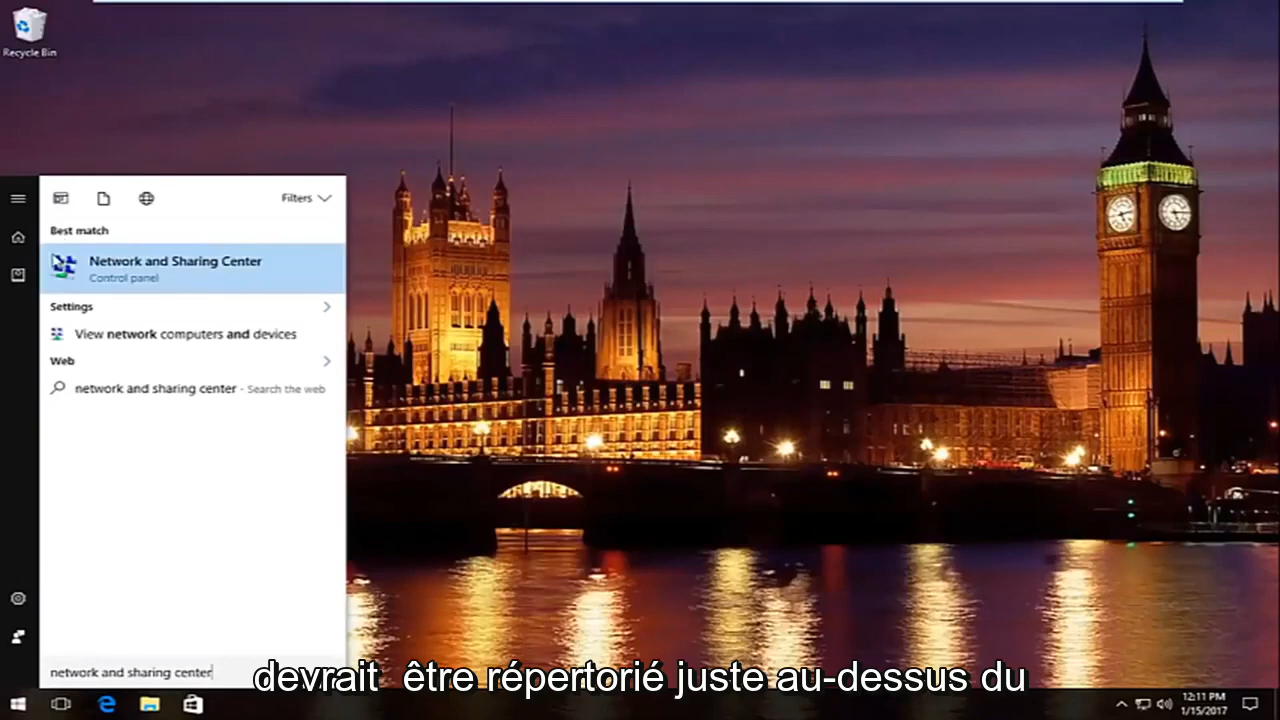 Recycle Bin
Filters
Best match
Network and Sharing Center
Control panel
Settings
View network computers and devices
Web
network and sharing center - Search the web
network and sharing center
devrait être répertorié juste au-dessus du
12:11 PM
1/15/2017